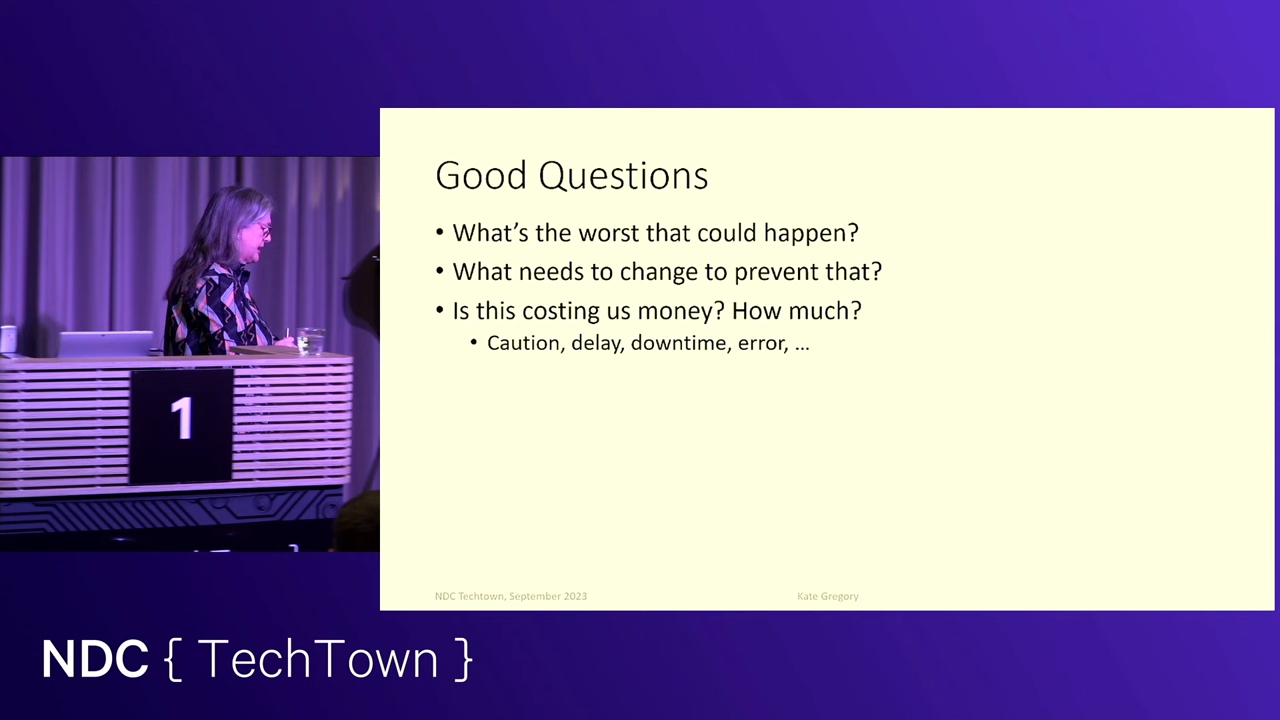 Good Questions
• What's the worst that could happen?
• What needs to change to prevent that?
• Is this costing us money? How much?
• Caution, delay, downtime, error, ...
NDC Techtown, September 2023
Kate Gregory
1
NDC { TechTown }